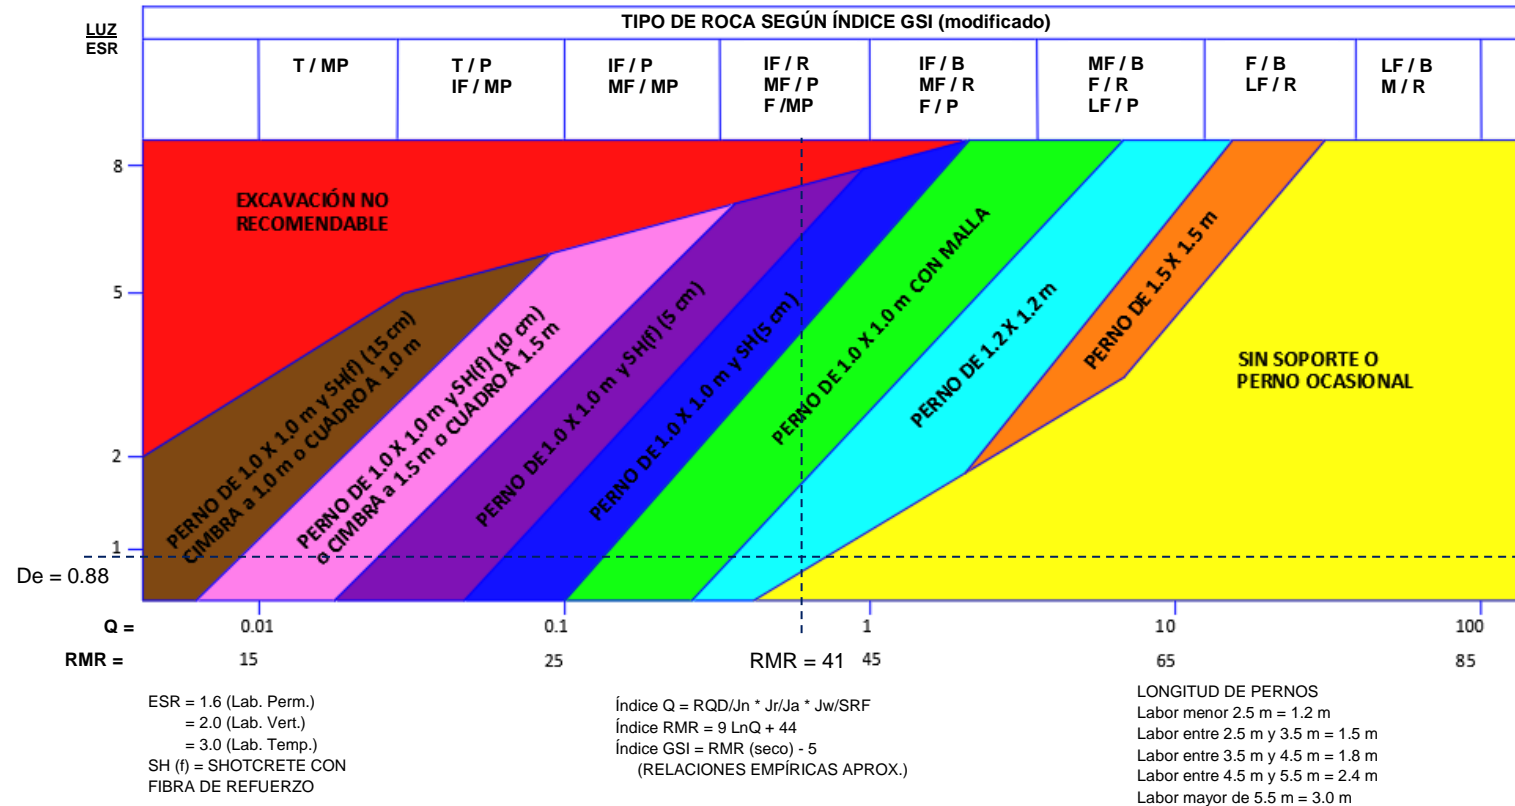 TIPO DE ROCA SEGÚN ÍNDICE GSI (modificado)
LUZ
ESR
T / MP
T / P
IF / MP
IF / P
MF / MP
IF / R
MF / P
F /MP
IF / B
MF / R
F / P
MF / B
F / R
LF / P
F / B
LF / R
LF / B
M / R
8
5
2
1
De = 0.88
EXCAVACIÓN NO
RECOMENDABLE
PERNO DE 1.0 X 1.0 m y SH(f) (15 cm)
CIMBRA a 1.0 m o CUADRO A 1.0 m
PERNO DE 1.0 X 1.0 m y SH(f) (10 cm)
o CIMBRA a 1.5 m o CUADRO A 1.5 m
PERNO DE 1.0 X 1.0 m y SH(f) (5 cm)
PERNO DE 1.0 X 1.0 m y SH(5 cm)
PERNO DE 1.0 X 1.0 m CON MALLA
PERNO DE 1.2 X 1.2 m
PERNO DE 1.5 X 1.5 m
SIN SOPORTE O
PERNO OCASIONAL
Q = 0.01 0.1 1 10 100
RMR = 15 25 RMR = 41 45 65 85
ESR = 1.6 (Lab. Perm.)
= 2.0 (Lab. Vert.)
= 3.0 (Lab. Temp.)
SH (f) = SHOTCRETE CON
FIBRA DE REFUERZO
Índice Q = RQD/Jn * Jr/Ja * Jw/SRF
Índice RMR = 9 LnQ + 44
Índice GSI = RMR (seco) - 5
(RELACIONES EMPÍRICAS APROX.)
LONGITUD DE PERNOS
Labor menor 2.5 m = 1.2 m
Labor entre 2.5 m y 3.5 m = 1.5 m
Labor entre 3.5 m y 4.5 m = 1.8 m
Labor entre 4.5 m y 5.5 m = 2.4 m
Labor mayor de 5.5 m = 3.0 m